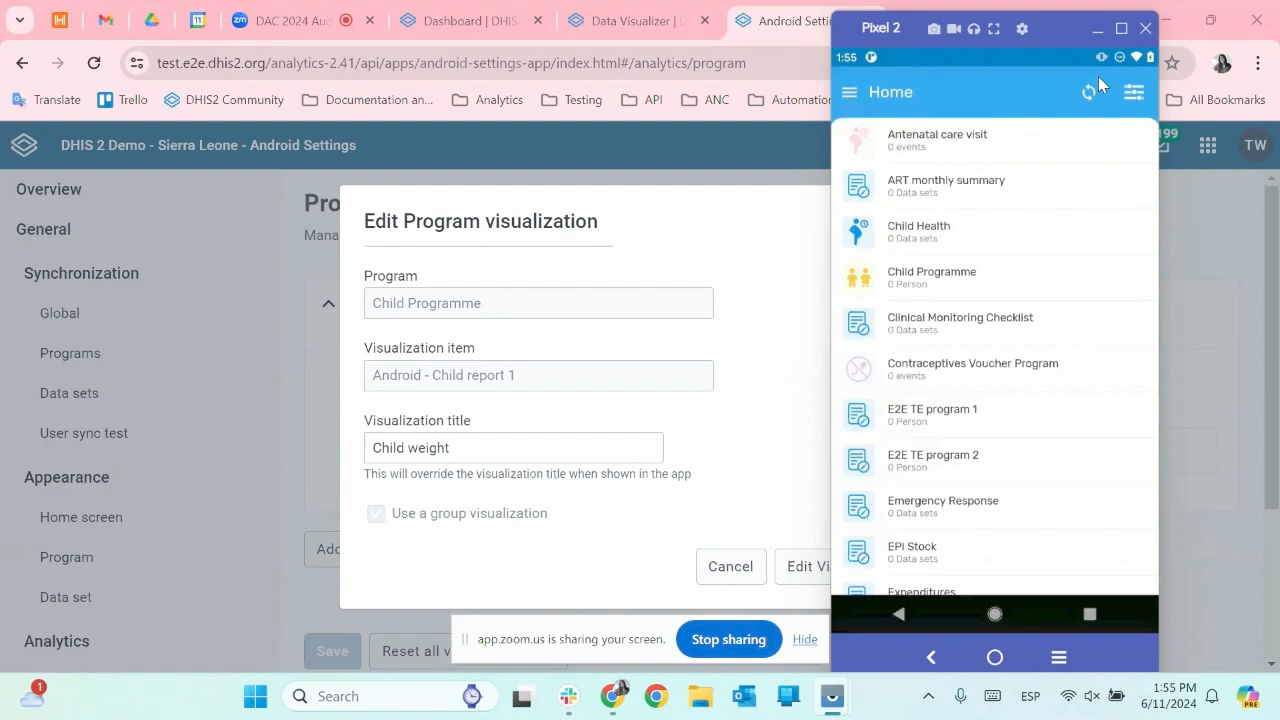 DAC 2024 Aug
DHIS 2 Demo -
Data Visualizer | D
Android Settin
test.e2e.dhis2.org/analytics-2.41/api/apps/android-settings-app/index.html#/analytics/program
Translate
Trell
DHIS2 Community
Documentation
Analytics
Testing
API
ANC
Automation
All Bookmarks
DHIS 2 Demo - Sierra Leone - Android Settings
199
TW
Overview
General
Synchronization
Global
Programs
Data sets
User sync test
Appearance
Home screen
Program
Data set
Analytics
Pro
Mana
Add
Save
Reset all v
Edit Program visualization
Program
Child Programme
Visualization item
Android - Child report 1
Visualization title
Child weight
This will override the visualization title when shown in the app
Use a group visualization
Cancel
Edit Vi
app.zoom.us is sharing your screen.
Stop sharing
Hide
Pixel 2
1:55
Home
Antenatal care visit
0 events
ART monthly summary
0 Data sets
Child Health
0 Data sets
Child Programme
0 Person
Clinical Monitoring Checklist
0 Data sets
Contraceptives Voucher Program
0 events
E2E TE program 1
0 Person
E2E TE program 2
0 Person
Emergency Response
0 Data sets
EPI Stock
0 Data sets
Expenditures
1
Search
ESP
1:55 PM
6/11/2024
PRE